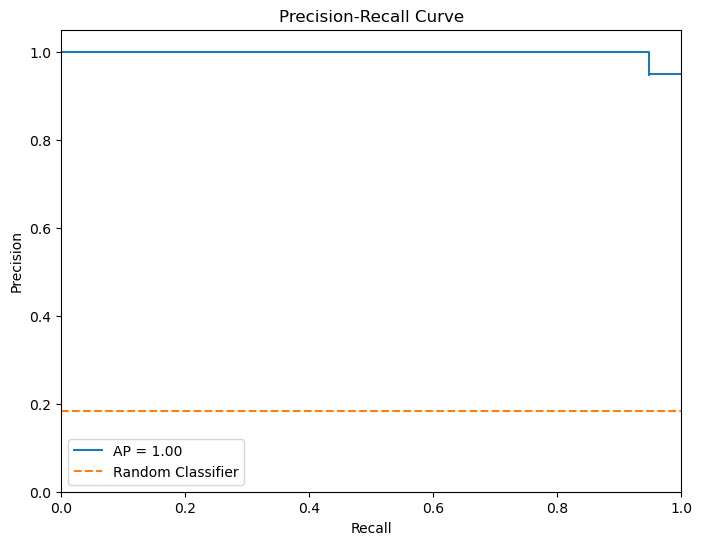 Precision-Recall Curve
1.0
0.8
0.6
0.4
0.2
0.0
Precision
AP = 1.00
Random Classifier
0.0 0.2 0.4 0.6 0.8 1.0
Recall